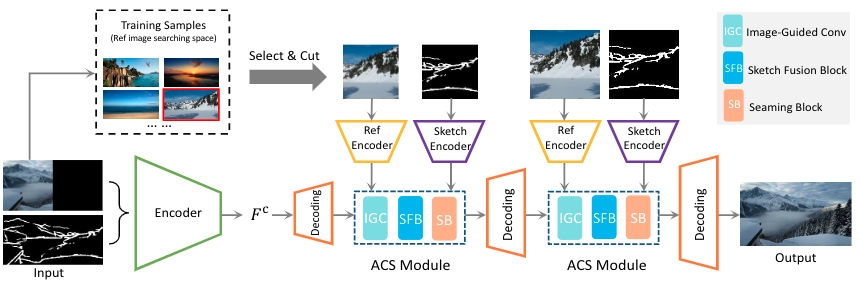 Training Samples
(Ref image searching space)
... ...
Select & Cut
Ref
Encoder
Sketch
Encoder
Ref
Encoder
Sketch
Encoder
IGC
Image-Guided Conv
SFB
Sketch Fusion Block
SB
Seaming Block
Input
Encoder
F^c
Decoding
IGC
SFB
SB
ACS Module
Decoding
IGC
SFB
SB
ACS Module
Decoding
Output